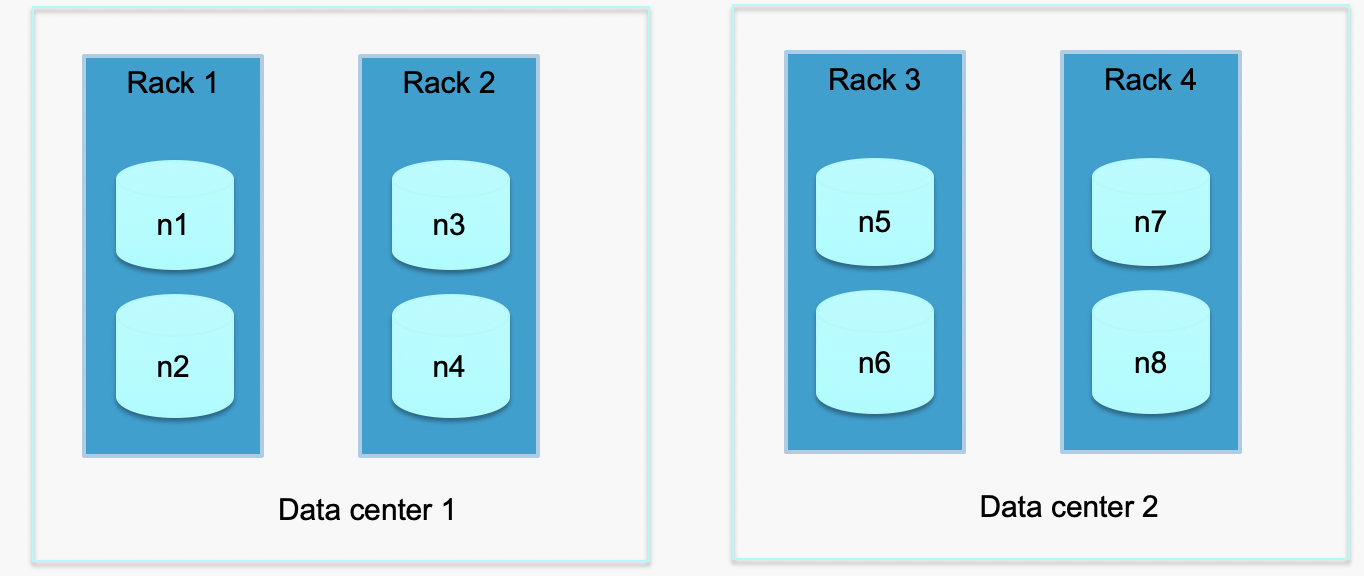 Rack 1
n1
n2
Rack 2
n3
n4
Data center 1
Rack 3
n5
n6
Rack 4
n7
n8
Data center 2